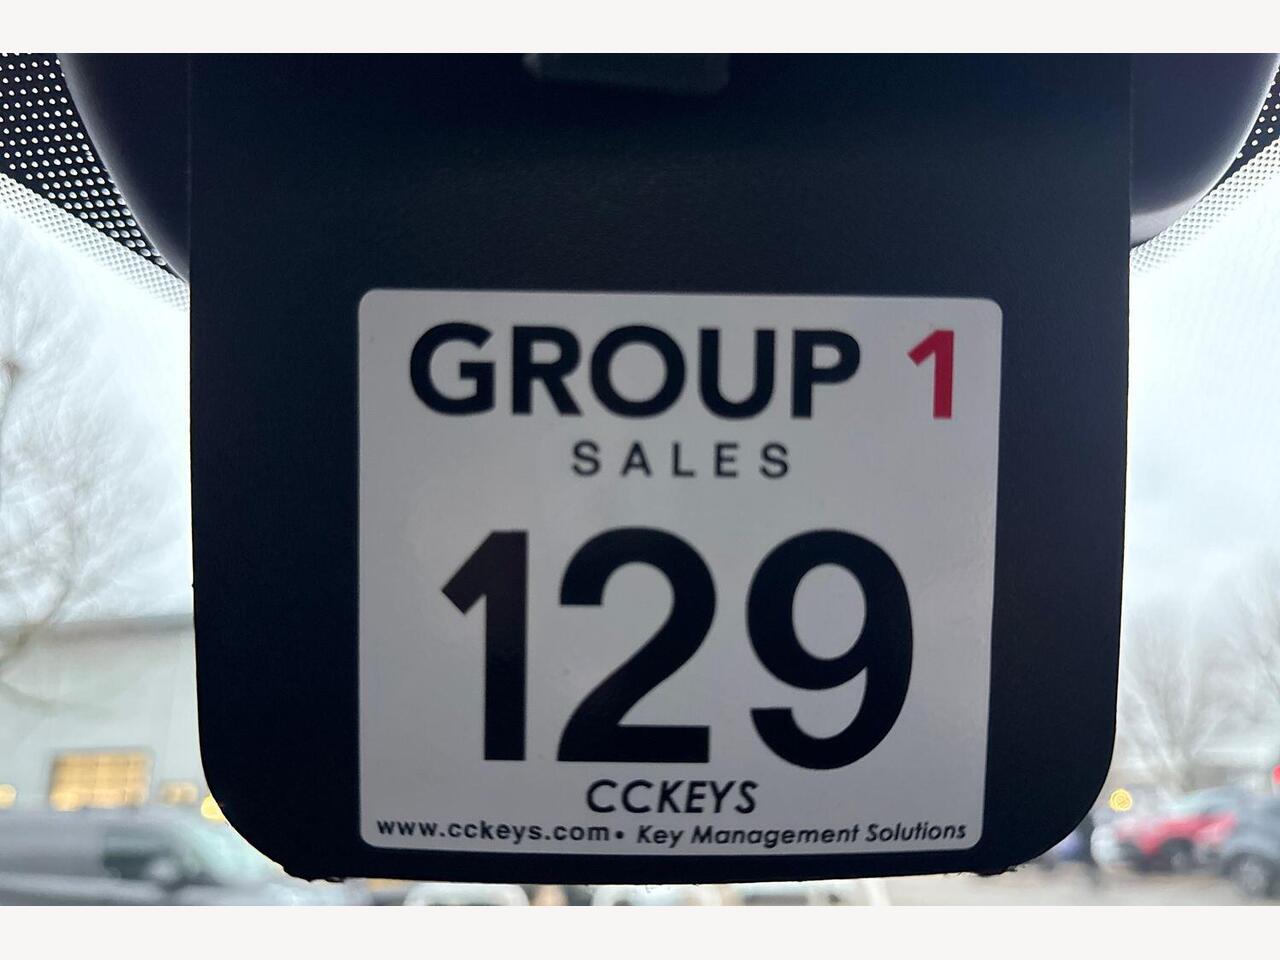 GROUP 1
SALES
129
CCKEYS
www.cckeys.com • Key Management Solutions